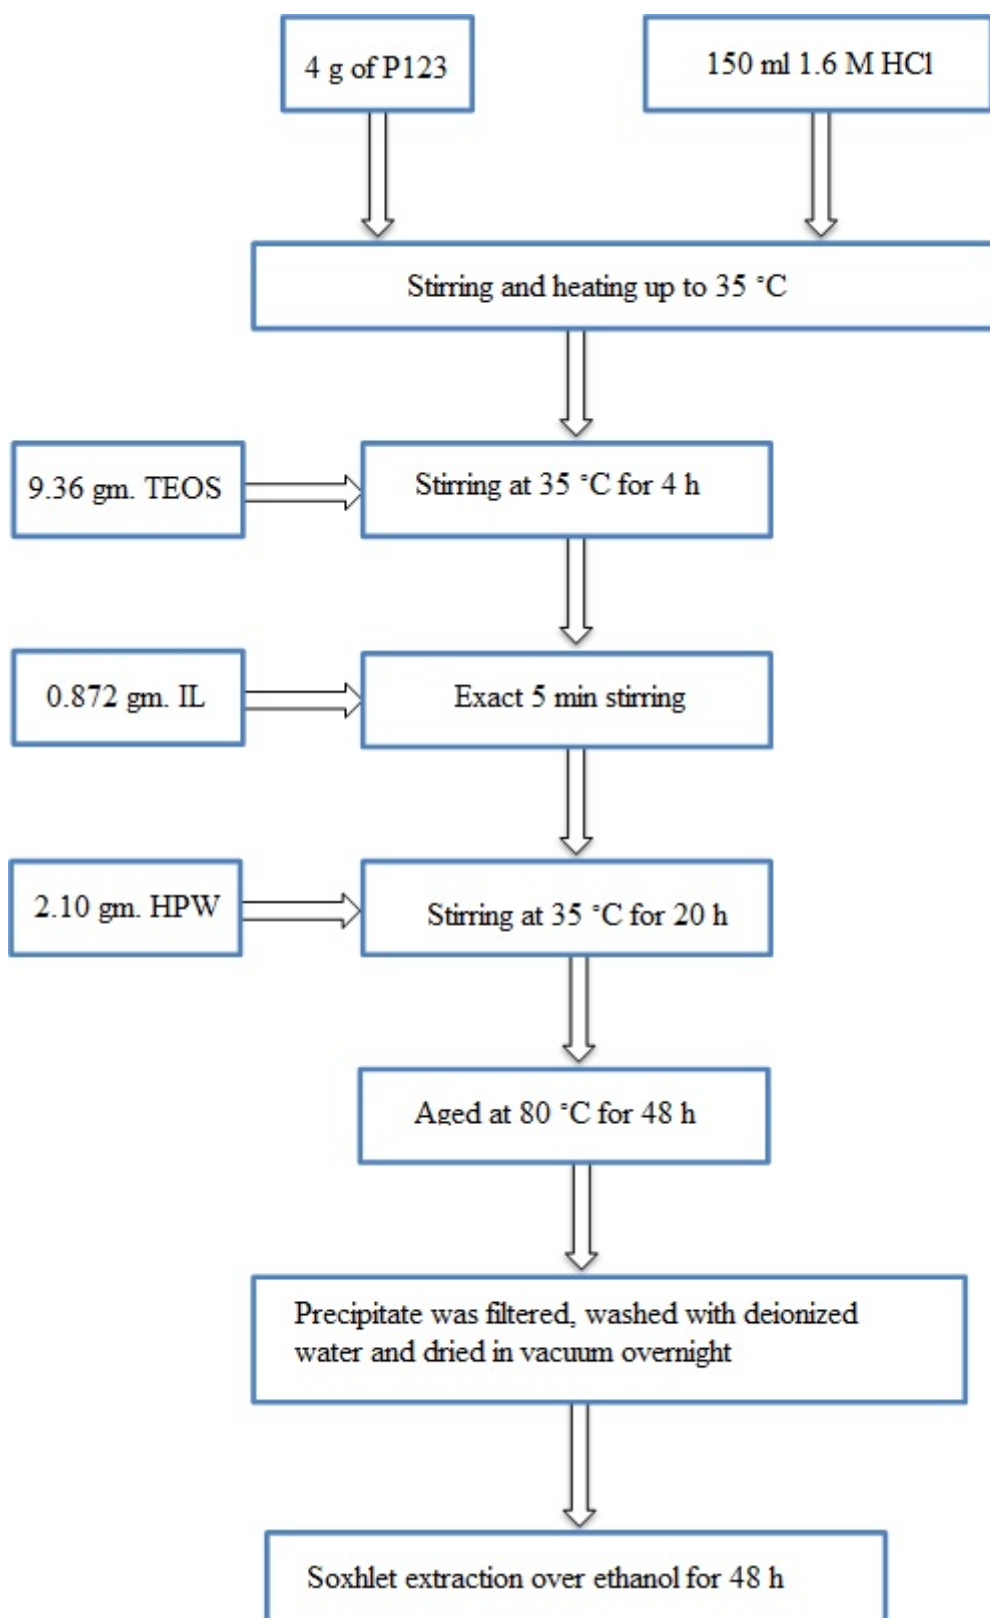 4 g of P123
150 ml 1.6 M HCl
Stirring and heating up to 35 °C
9.36 gm. TEOS
Stirring at 35 °C for 4 h
0.872 gm. IL
Exact 5 min stirring
2.10 gm. HPW
Stirring at 35 °C for 20 h
Aged at 80 °C for 48 h
Precipitate was filtered, washed with deionized
water and dried in vacuum overnight
Soxhlet extraction over ethanol for 48 h